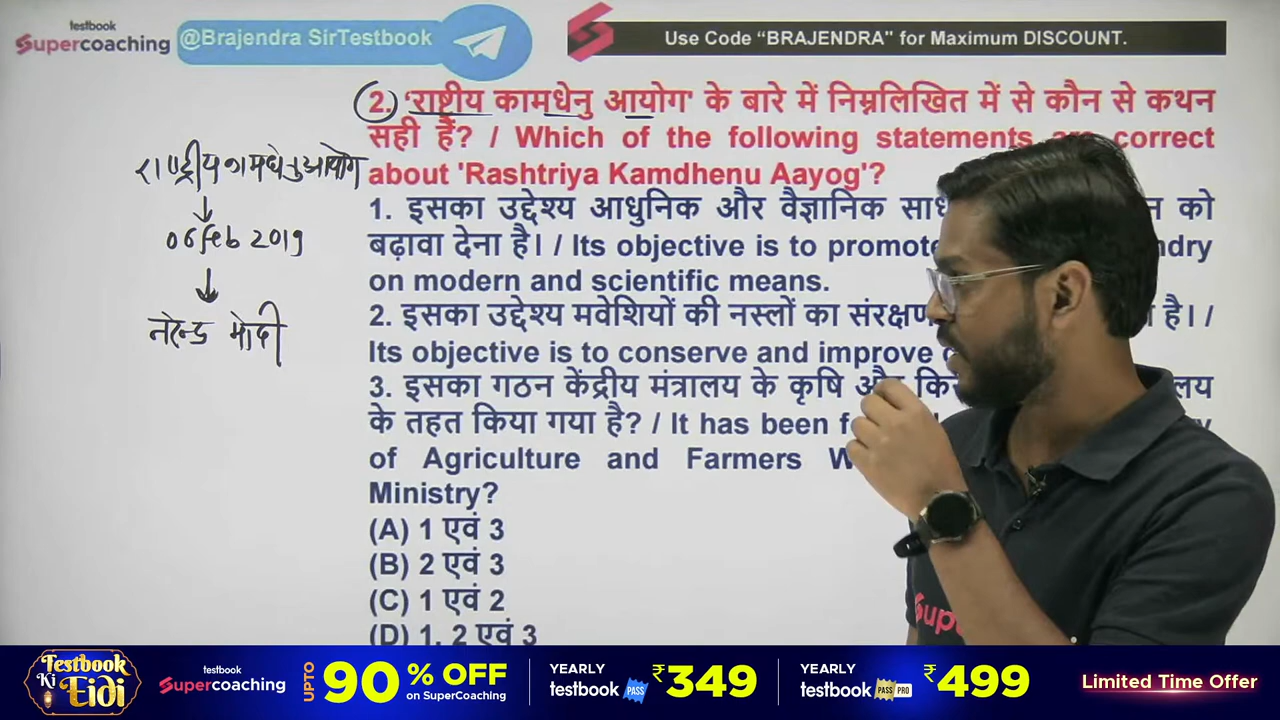 testbook
Supercoaching
@Brajendra SirTestbook
Use Code “BRAJENDRA" for Maximum DISCOUNT.
2. 'राष्ट्रीय कामधेनु आयोग' के बारे में निम्नलिखित में से कौन से कथन
सही हैं? / Which of the following statements are correct
about 'Rashtriya Kamdhenu Aayog'?
1. इसका उद्देश्य आधुनिक और वैज्ञानिक को
बढ़ावा देना है। / Its objective is to promote
on modern and scientific means.
2. इसका उद्देश्य मवेशियों की नस्लों का संरक्षण है। /
Its objective is to conserve and improve
3. इसका गठन केंद्रीय मंत्रालय के कृषि और
के तहत किया गया है? / It has been
of Agriculture and Farmers
Ministry?
(A) 1 एवं 3
(B) 2 एवं 3
(C) 1 एवं 2
(D) 1, 2 एवं 3
राष्ट्रीय कामधेनु आयोग
06 Feb 2019
नरेन्द्र मोदी
Testbook
Ki
Eidi
testbook
Supercoaching
UPTO
90 % OFF
on SuperCoaching
YEARLY
testbook PASS
₹349
YEARLY
testbook PASS PRO
₹499
Limited Time Offer